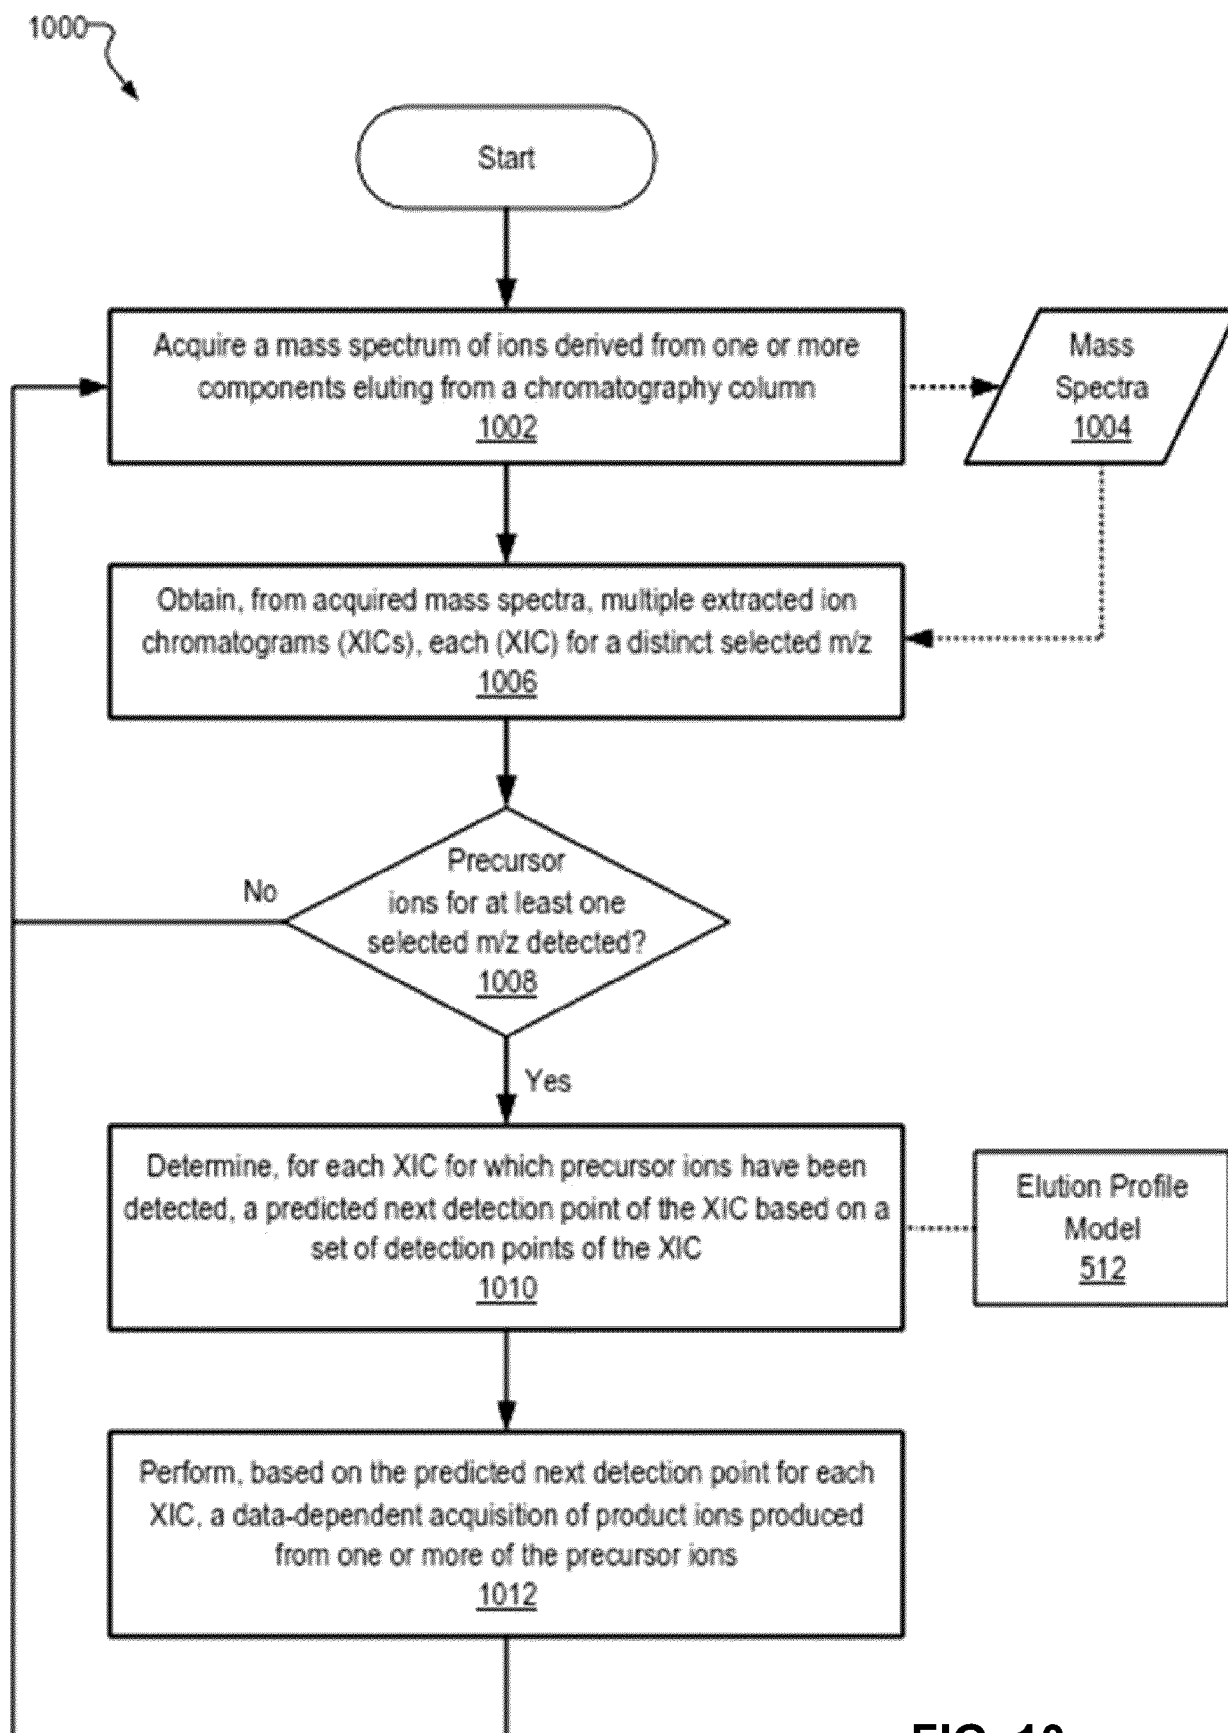 1000
Start
Acquire a mass spectrum of ions derived from one or more
components eluting from a chromatography column
1002
Mass
Spectra
1004
Obtain, from acquired mass spectra, multiple extracted ion
chromatograms (XICs), each (XIC) for a distinct selected m/z
1006
Precursor
ions for at least one
selected m/z detected?
1008
No
Yes
Determine, for each XIC for which precursor ions have been
detected, a predicted next detection point of the XIC based on a
set of detection points of the XIC
1010
Elution Profile
Model
512
Perform, based on the predicted next detection point for each
XIC, a data-dependent acquisition of product ions produced
from one or more of the precursor ions
1012
FIG. 10